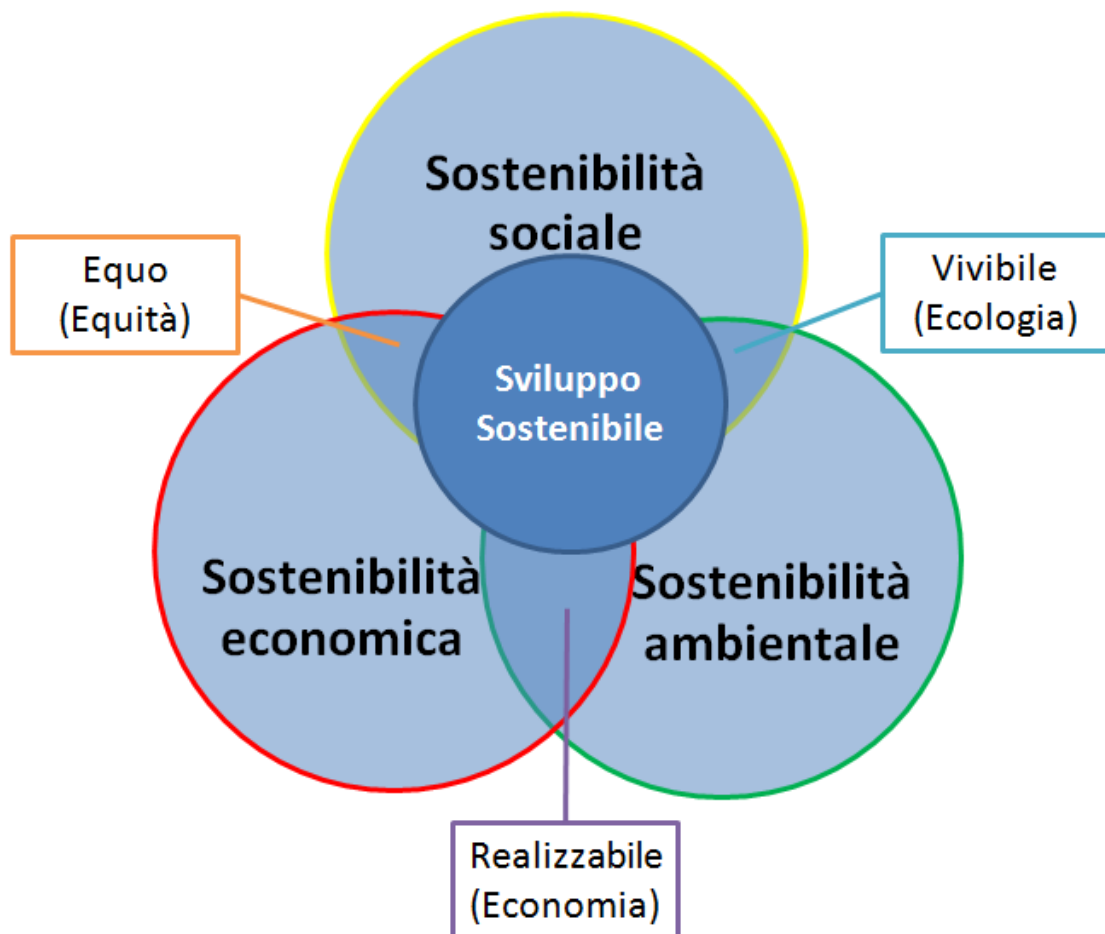 Sostenibilità
sociale
Equo
(Equità)
Vivibile
(Ecologia)
Sviluppo
Sostenibile
Sostenibilità
economica
Sostenibilità
ambientale
Realizzabile
(Economia)